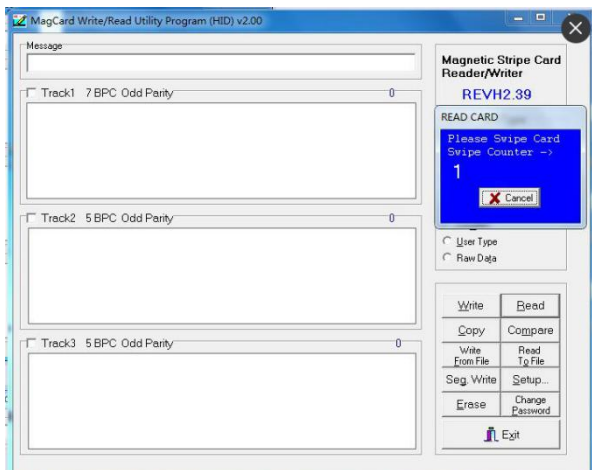 MagCard Write/Read Utility Program (HID) v2.00
Message
Magnetic Stripe Card
Reader/Writer
REVH2.39
Track1 7 BPC Odd Parity 0
READ CARD
Please Swipe Card
Swipe Counter ->
1
Cancel
Track2 5 BPC Odd Parity 0
User Type
Raw Data
Write Read
Copy Compare
Track3 5 BPC Odd Parity 0
Write Read
From File To File
Seg. Write Setup...
Erase Change
Password
Exit